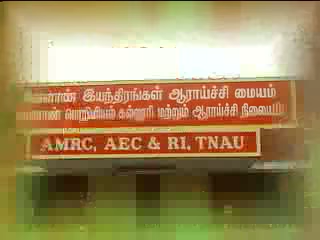 வேளாண் இயந்திரங்கள் ஆராய்ச்சி மையம்
வேளாண் பொறியியல் கல்லூரி மற்றும் ஆராய்ச்சி நிலையம்
AMRC, AEC & RI, TNAU